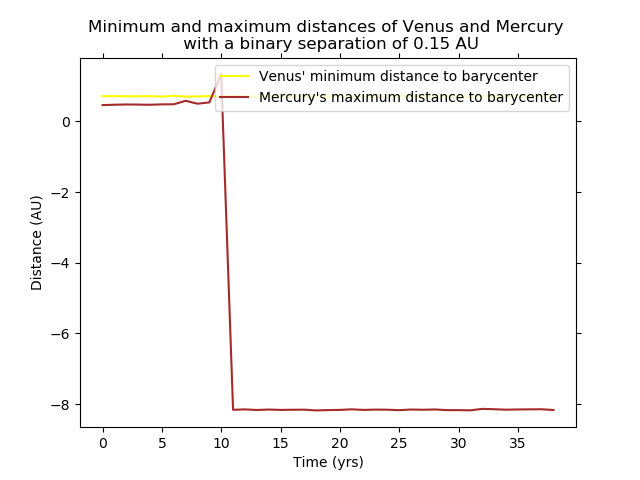 Minimum and maximum distances of Venus and Mercury
with a binary separation of 0.15 AU
Venus' minimum distance to barycenter
Mercury's maximum distance to barycenter
0
−2
−4
−6
−8
Distance (AU)
0 5 10 15 20 25 30 35
Time (yrs)